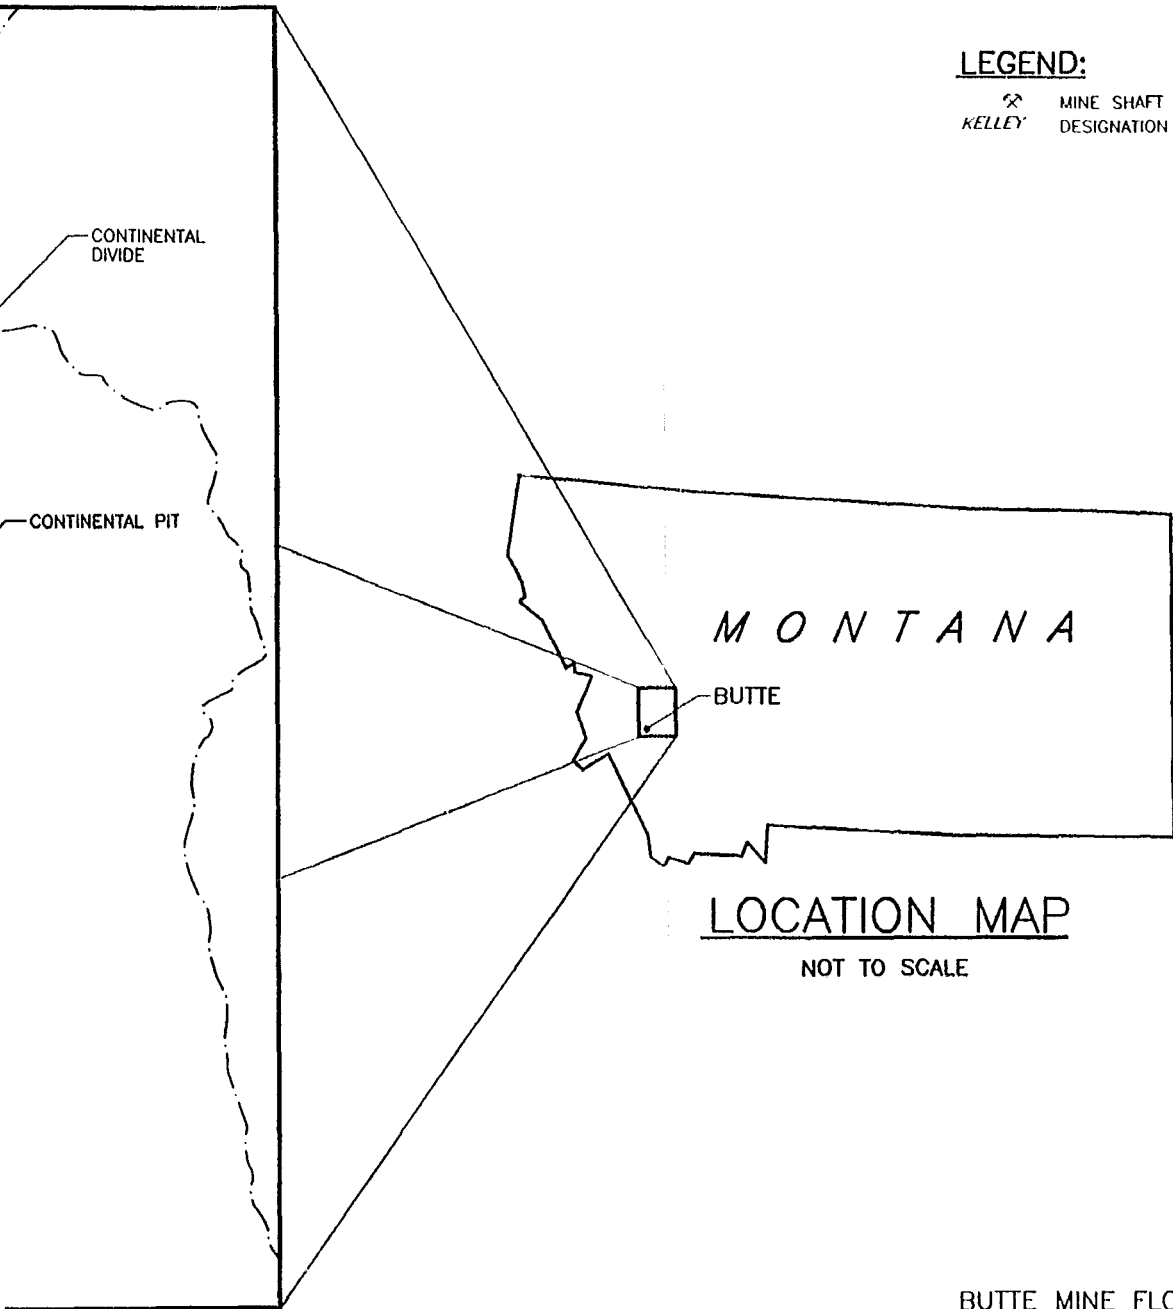 LEGEND:
MINE SHAFT
KELLEY DESIGNATION
CONTINENTAL
DIVIDE
CONTINENTAL PIT
MONTANA
BUTTE
LOCATION MAP
NOT TO SCALE
BUTTE MINE FLO